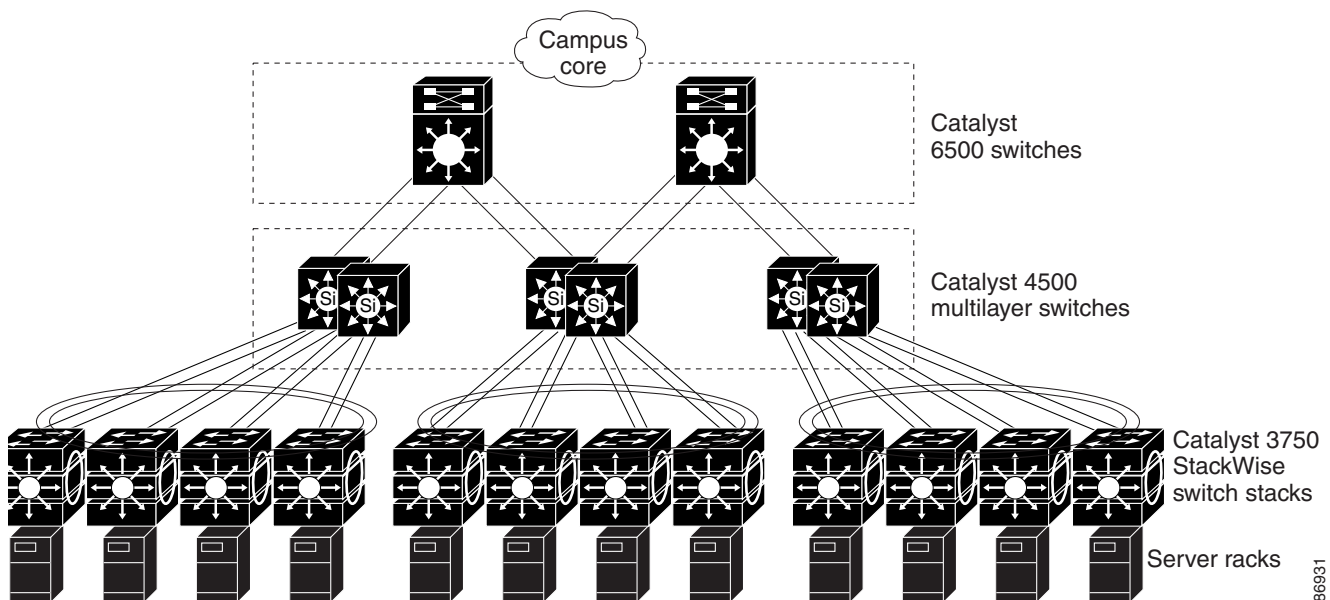 Campus
core
Catalyst
6500 switches
Si
Si
Si
Si
Si
Si
Catalyst 4500
multilayer switches
Catalyst 3750
StackWise
switch stacks
Server racks
86931